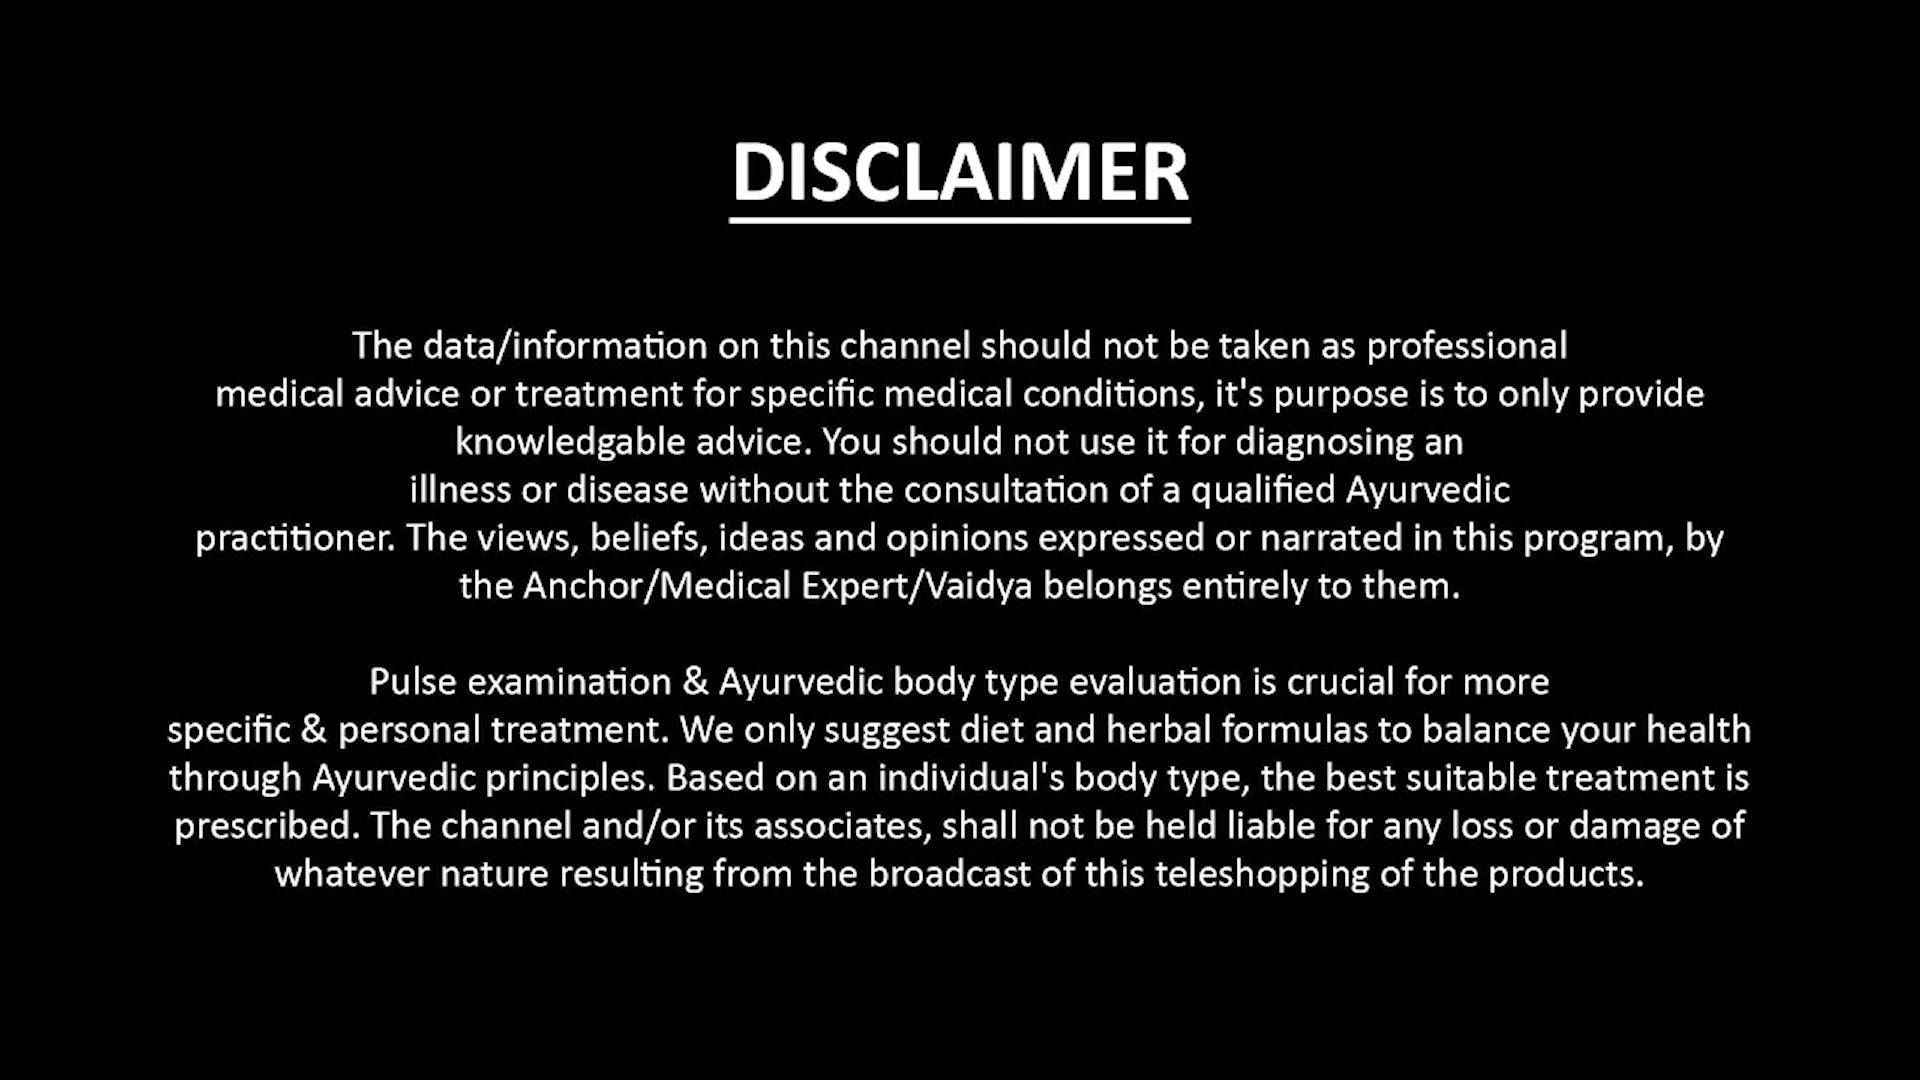 DISCLAIMER
The data/information on this channel should not be taken as professional
medical advice or treatment for specific medical conditions, it's purpose is to only provide
knowledgable advice. You should not use it for diagnosing an
illness or disease without the consultation of a qualified Ayurvedic
practitioner. The views, beliefs, ideas and opinions expressed or narrated in this program, by
the Anchor/Medical Expert/Vaidya belongs entirely to them.
Pulse examination & Ayurvedic body type evaluation is crucial for more
specific & personal treatment. We only suggest diet and herbal formulas to balance your health
through Ayurvedic principles. Based on an individual's body type, the best suitable treatment is
prescribed. The channel and/or its associates, shall not be held liable for any loss or damage of
whatever nature resulting from the broadcast of this teleshopping of the products.